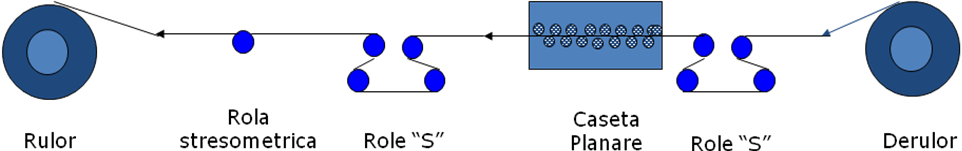 Rulor
Rola
stresometrica
Role “S”
Caseta
Planare
Role “S”
Derulor